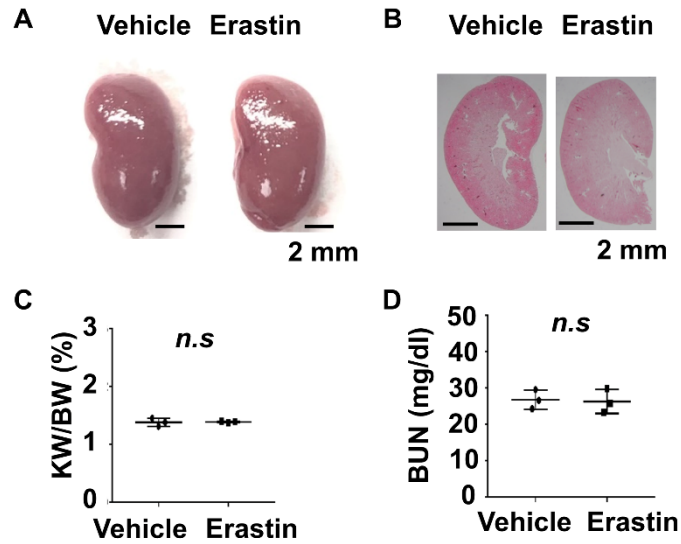 A Vehicle Erastin
2 mm
B Vehicle Erastin
2 mm
C
n.s
KW/BW (%)
3
2
1
0
Vehicle Erastin
D
n.s
BUN (mg/dl)
50
40
30
20
10
0
Vehicle Erastin